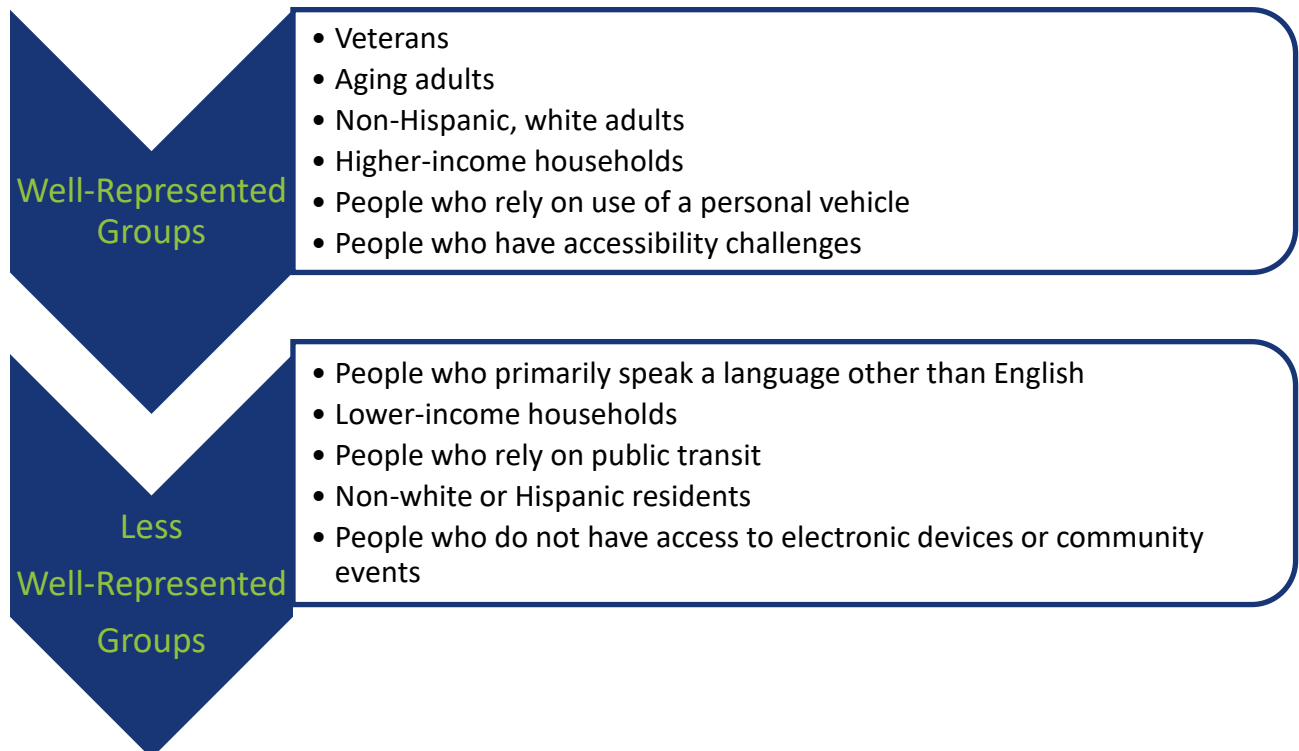 Well-Represented
Groups
• Veterans
• Aging adults
• Non-Hispanic, white adults
• Higher-income households
• People who rely on use of a personal vehicle
• People who have accessibility challenges
Less
Well-Represented
Groups
• People who primarily speak a language other than English
• Lower-income households
• People who rely on public transit
• Non-white or Hispanic residents
• People who do not have access to electronic devices or community
events